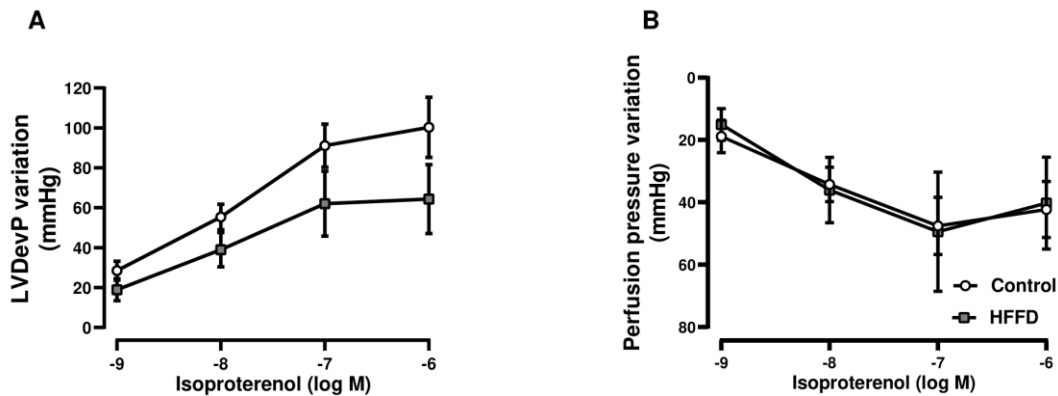 A
LVDevP variation
(mmHg)
120
100
80
60
40
20
0
-9
-8
-7
-6
Isoproterenol (log M)
B
Perfusion pressure variation
(mmHg)
0
20
40
60
80
Control
HFFD
-9
-8
-7
-6
Isoproterenol (log M)